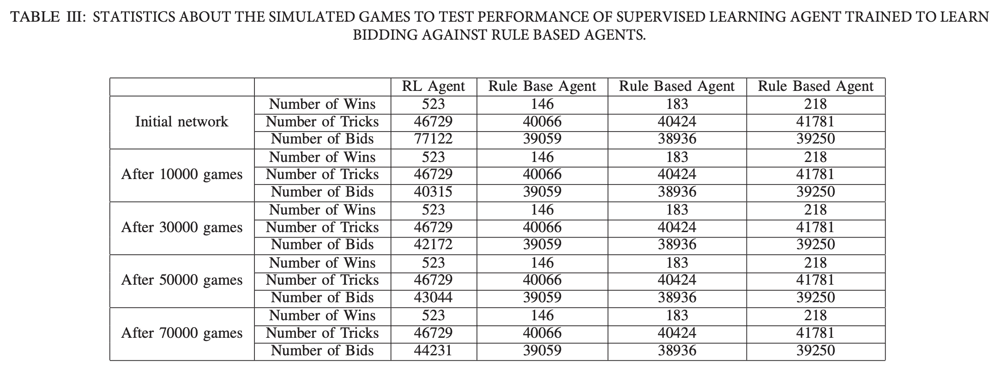 TABLE III: STATISTICS ABOUT THE SIMULATED GAMES TO TEST PERFORMANCE OF SUPERVISED LEARNING AGENT TRAINED TO LEARN
BIDDING AGAINST RULE BASED AGENTS.
RL Agent Rule Base Agent Rule Based Agent Rule Based Agent
Number of Wins 523 146 183 218
Initial network Number of Tricks 46729 40066 40424 41781
Number of Bids 77122 39059 38936 39250
Number of Wins 523 146 183 218
After 10000 games Number of Tricks 46729 40066 40424 41781
Number of Bids 40315 39059 38936 39250
Number of Wins 523 146 183 218
After 30000 games Number of Tricks 46729 40066 40424 41781
Number of Bids 42172 39059 38936 39250
Number of Wins 523 146 183 218
After 50000 games Number of Tricks 46729 40066 40424 41781
Number of Bids 43044 39059 38936 39250
Number of Wins 523 146 183 218
After 70000 games Number of Tricks 46729 40066 40424 41781
Number of Bids 44231 39059 38936 39250